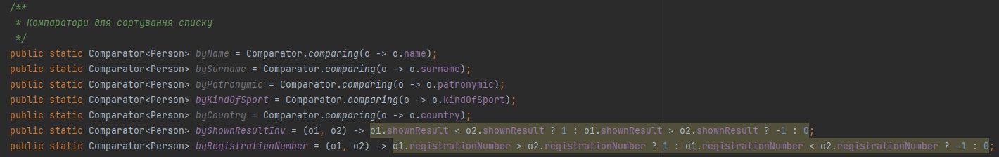 /**
* Компаратори для сортування списку
*/
public static Comparator<Person> byName = Comparator.comparing(o -> o.name);
public static Comparator<Person> bySurname = Comparator.comparing(o -> o.surname);
public static Comparator<Person> byPatronymic = Comparator.comparing(o -> o.patronymic);
public static Comparator<Person> byKindOfSport = Comparator.comparing(o -> o.kindOfSport);
public static Comparator<Person> byCountry = Comparator.comparing(o -> o.country);
public static Comparator<Person> byShownResultInv = (o1, o2) -> o1.shownResult < o2.shownResult ? 1 : o1.shownResult > o2.shownResult ? -1 : 0;
public static Comparator<Person> byRegistrationNumber = (o1, o2) -> o1.registrationNumber > o2.registrationNumber ? 1 : o1.registrationNumber < o2.registrationNumber ? -1 : 0;